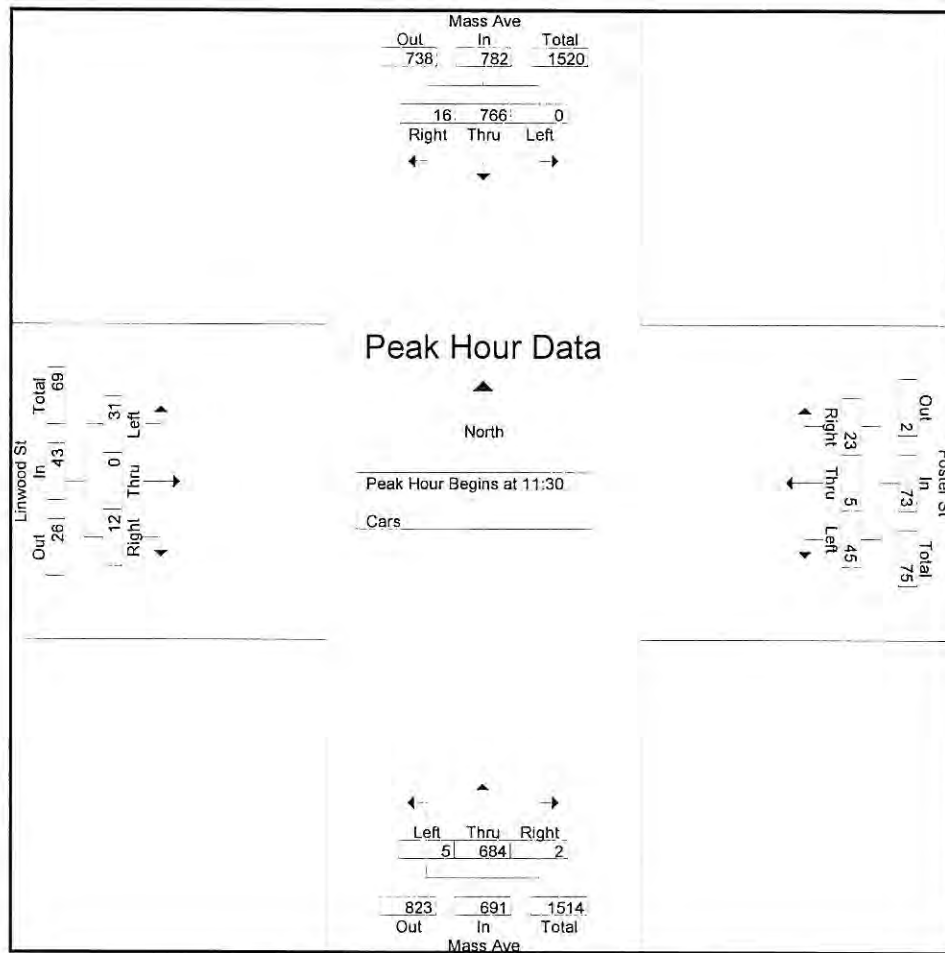 Mass Ave
Out In Total
738 782 1520
16 766 0
Right Thru Left
Peak Hour Data
North
Peak Hour Begins at 11:30
Cars
Linwood St
Out In Total
26 43 69
12 0 31
Right Thru Left
Right Thru Left
23 5 45
Out In Total
2 73 75
Foster St
Left Thru Right
5 684 2
823 691 1514
Out In Total
Mass Ave